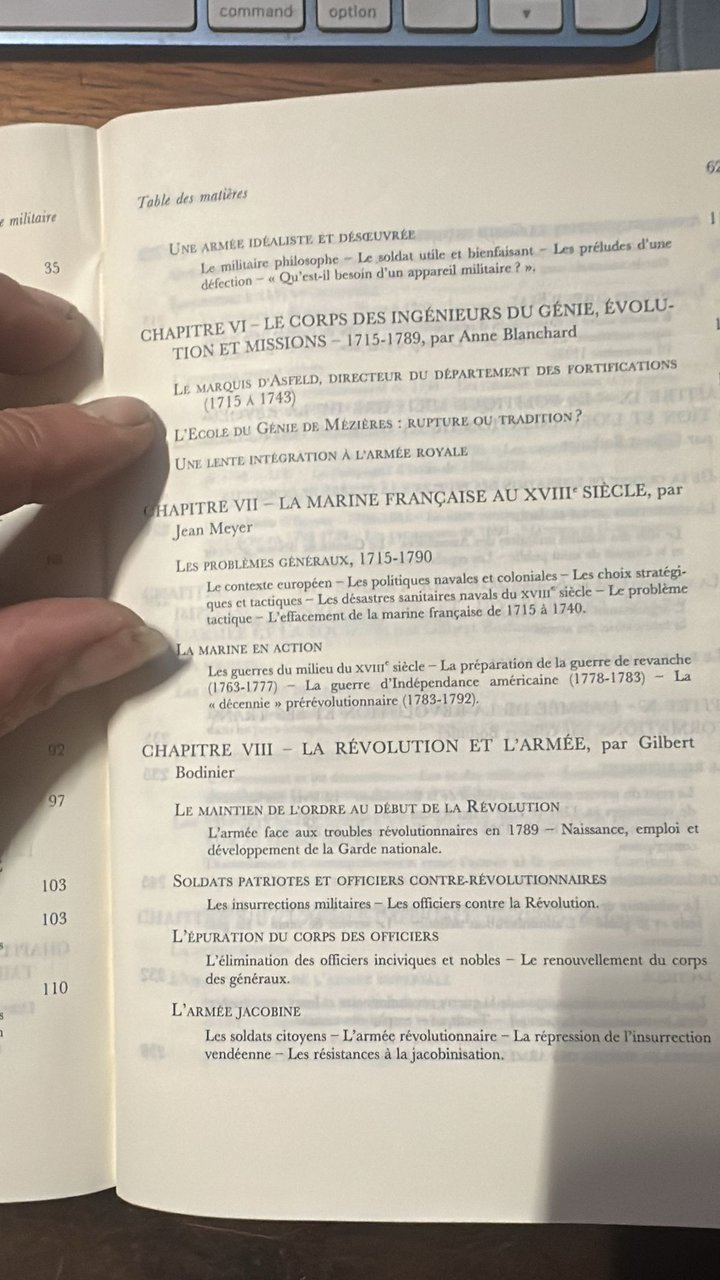 command option
e militaire
35
92
97
103
103
110
Table des matières
UNE ARMÉE IDÉALISTE ET DÉSŒUVRÉE
Le militaire philosophe – Le soldat utile et bienfaisant – Les préludes d'une
défection – « Qu'est-il besoin d'un appareil militaire ? ».
CHAPITRE VI – LE CORPS DES INGÉNIEURS DU GÉNIE, ÉVOLU-
TION ET MISSIONS – 1715-1789, par Anne Blanchard
LE MARQUIS D'ASFELD, DIRECTEUR DU DÉPARTEMENT DES FORTIFICATIONS
(1715 À 1743)
L'ECOLE DU GÉNIE DE MÉZIÈRES : RUPTURE OU TRADITION ?
UNE LENTE INTÉGRATION À L'ARMÉE ROYALE
CHAPITRE VII – LA MARINE FRANÇAISE AU XVIIIe SIÈCLE, par
Jean Meyer
LES PROBLÈMES GÉNÉRAUX, 1715-1790
Le contexte européen – Les politiques navales et coloniales – Les choix stratégi-
ques et tactiques – Les désastres sanitaires navals du XVIIIe siècle – Le problème
tactique – L'effacement de la marine française de 1715 à 1740.
LA MARINE EN ACTION
Les guerres du milieu du XVIIIe siècle – La préparation de la guerre de revanche
(1763-1777) – La guerre d'Indépendance américaine (1778-1783) – La
« décennie » prérévolutionnaire (1783-1792).
CHAPITRE VIII – LA RÉVOLUTION ET L'ARMÉE, par Gilbert
Bodinier
LE MAINTIEN DE L'ORDRE AU DÉBUT DE LA RÉVOLUTION
L'armée face aux troubles révolutionnaires en 1789 – Naissance, emploi et
développement de la Garde nationale.
SOLDATS PATRIOTES ET OFFICIERS CONTRE-RÉVOLUTIONNAIRES
Les insurrections militaires – Les officiers contre la Révolution.
L'ÉPURATION DU CORPS DES OFFICIERS
L'élimination des officiers inciviques et nobles – Le renouvellement du corps
des généraux.
L'ARMÉE JACOBINE
Les soldats citoyens – L'armée révolutionnaire – La répression de l'insurrection
vendéenne – Les résistances à la jacobinisation.